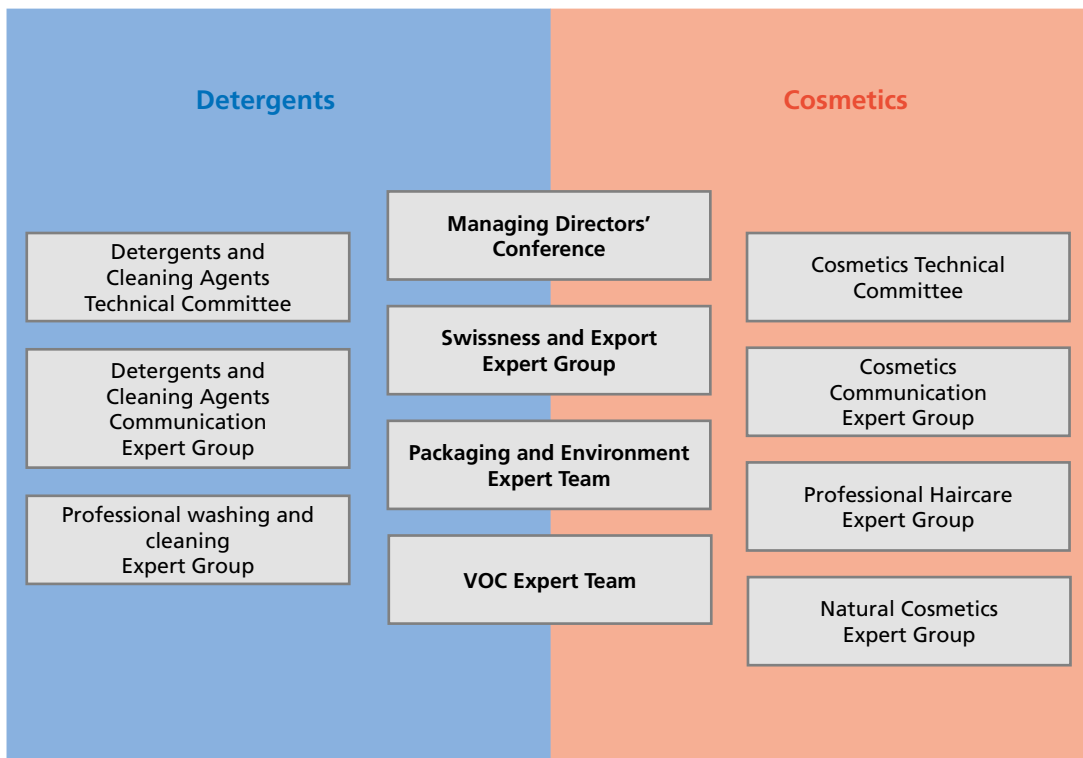 Detergents
Cosmetics
Detergents and
Cleaning Agents
Technical Committee
Detergents and
Cleaning Agents
Communication
Expert Group
Professional washing and
cleaning
Expert Group
Managing Directors’
Conference
Swissness and Export
Expert Group
Packaging and Environment
Expert Team
VOC Expert Team
Cosmetics Technical
Committee
Cosmetics
Communication
Expert Group
Professional Haircare
Expert Group
Natural Cosmetics
Expert Group